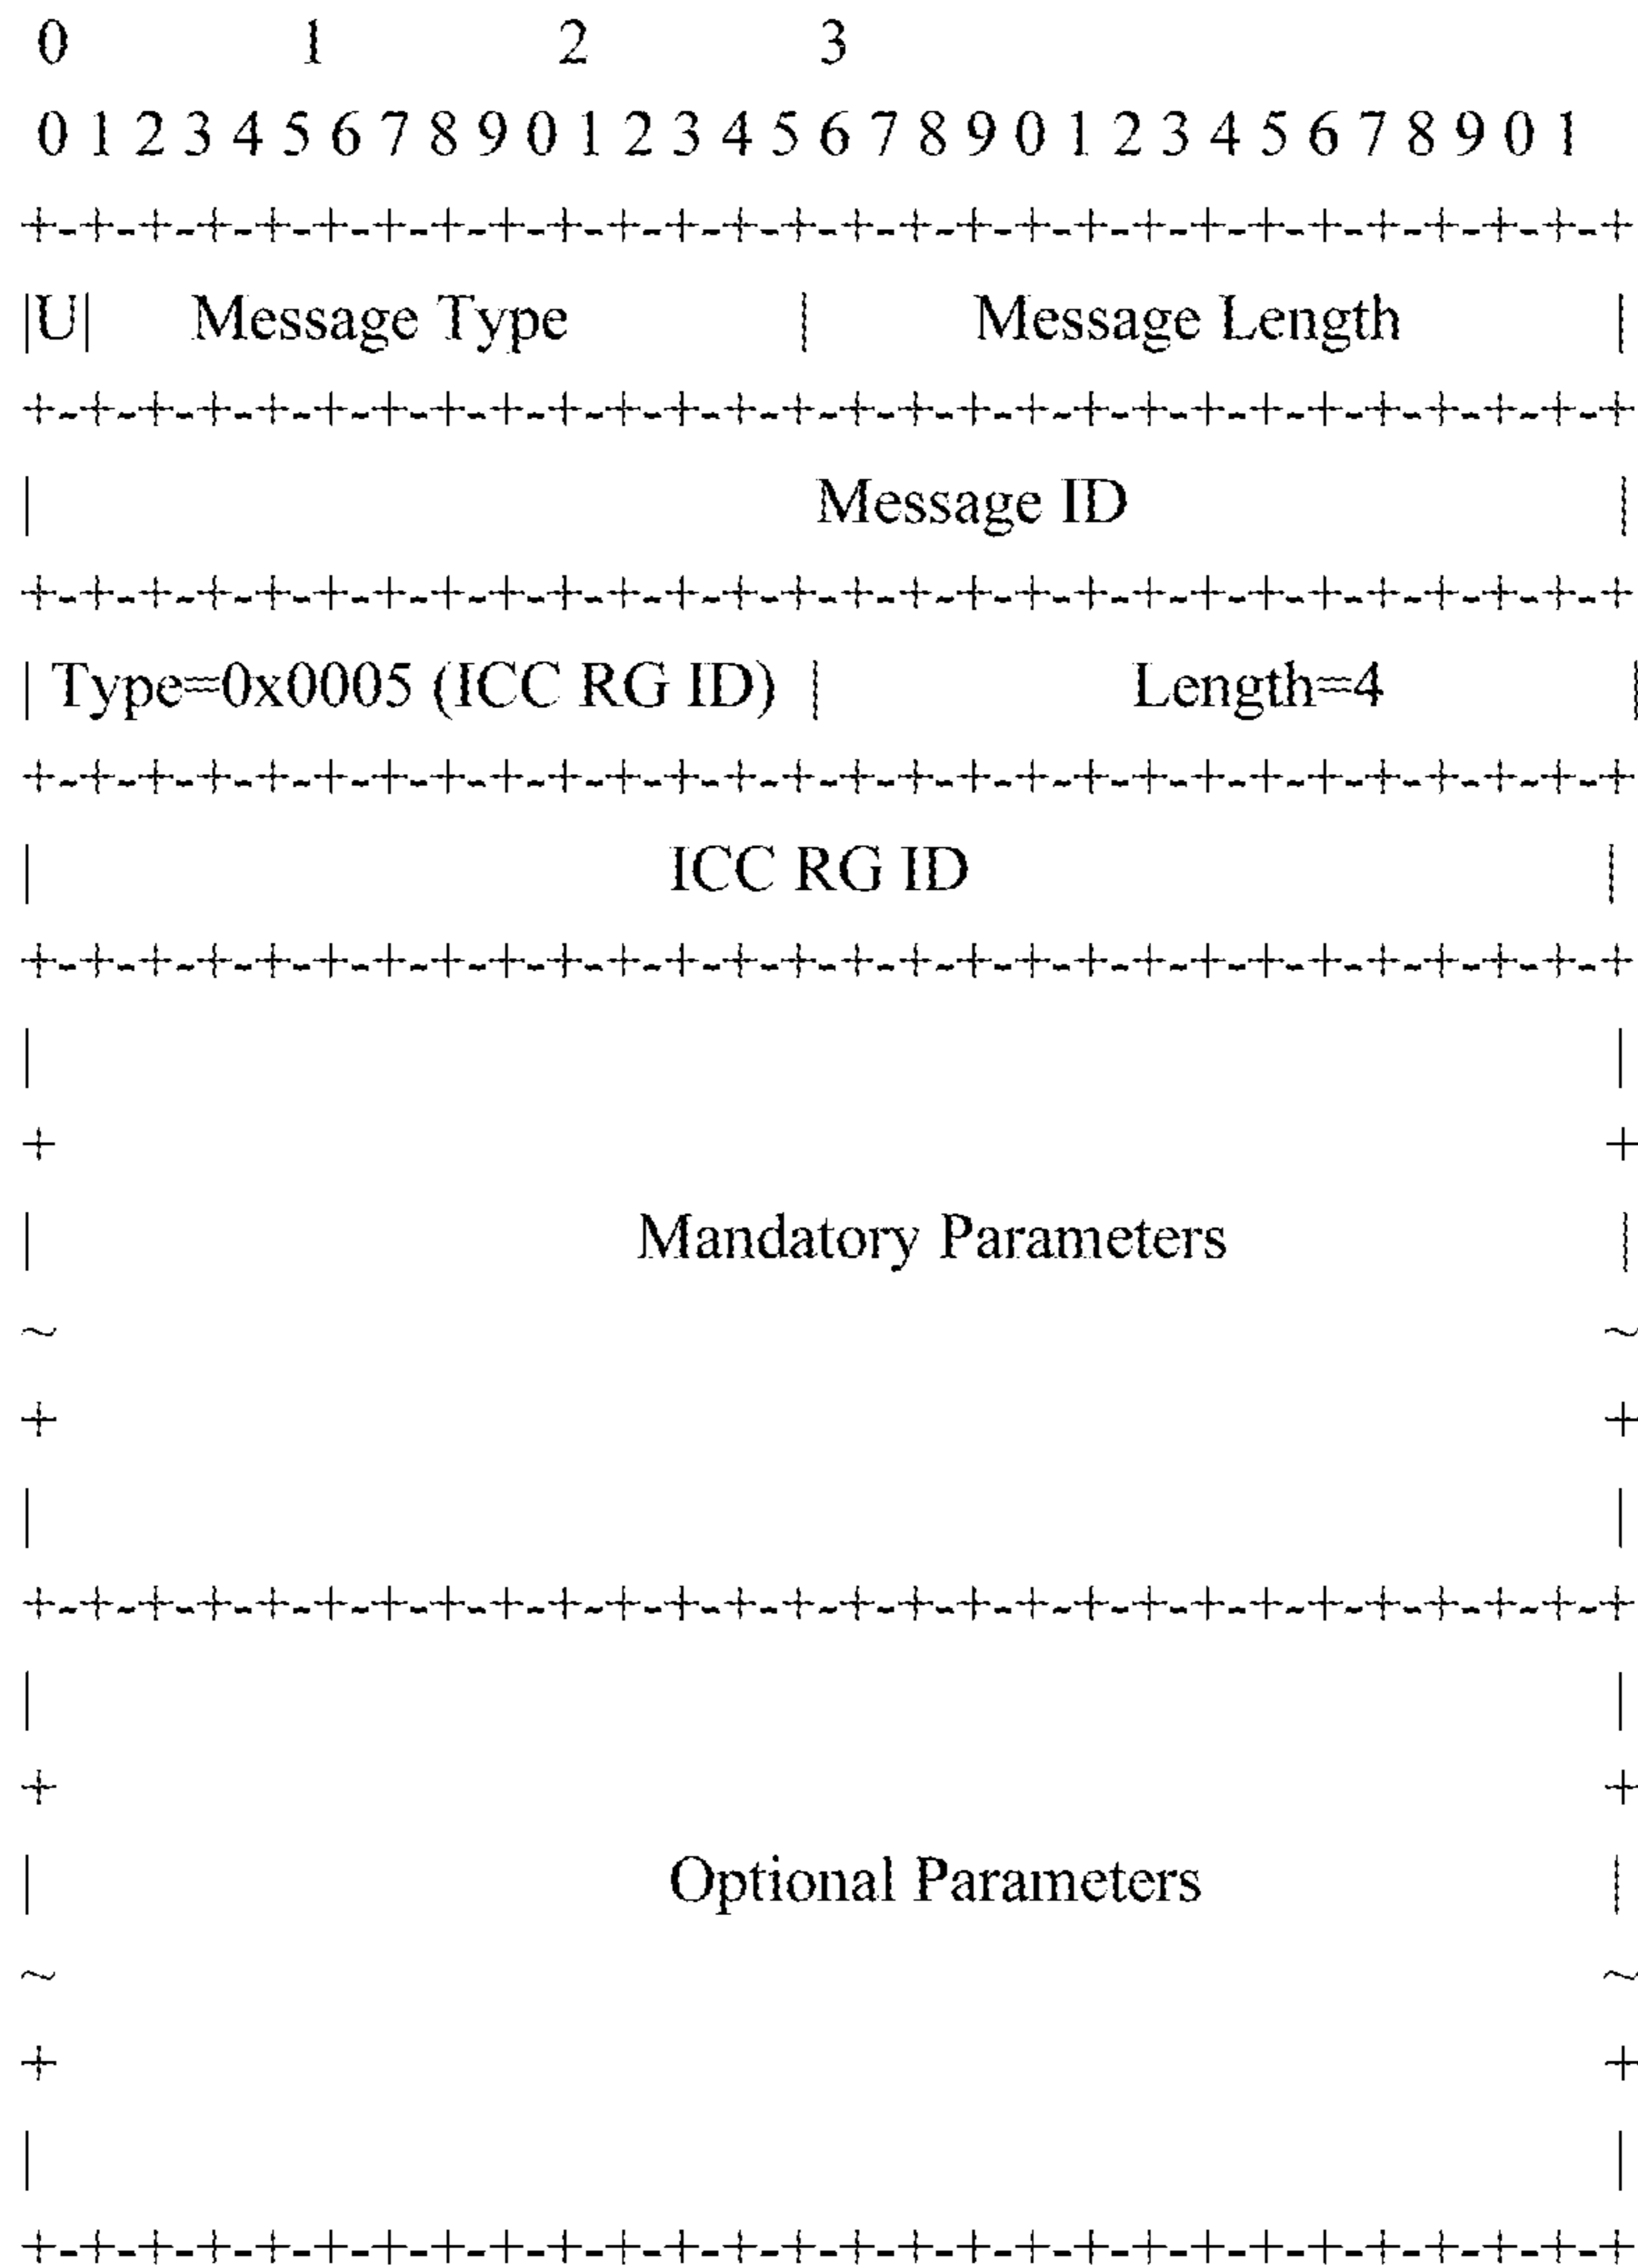 0 1 2 3
0 1 2 3 4 5 6 7 8 9 0 1 2 3 4 5 6 7 8 9 0 1 2 3 4 5 6 7 8 9 0 1
+-+-+-+-+-+-+-+-+-+-+-+-+-+-+-+-+-+-+-+-+-+-+-+-+-+-+-+
|U| Message Type | Message Length |
+-+-+-+-+-+-+-+-+-+-+-+-+-+-+-+-+-+-+-+-+-+-+-+-+-+-+-+
| Message ID |
+-+-+-+-+-+-+-+-+-+-+-+-+-+-+-+-+-+-+-+-+-+-+-+-+-+-+-+
| Type=0x0005 (ICC RG ID) | Length=4 |
+-+-+-+-+-+-+-+-+-+-+-+-+-+-+-+-+-+-+-+-+-+-+-+-+-+-+-+
| ICC RG ID |
+-+-+-+-+-+-+-+-+-+-+-+-+-+-+-+-+-+-+-+-+-+-+-+-+-+-+-+
| |
+ +
| Mandatory Parameters |
~ ~
+ +
| |
+-+-+-+-+-+-+-+-+-+-+-+-+-+-+-+-+-+-+-+-+-+-+-+-+-+-+-+
| |
+ +
| Optional Parameters |
~ ~
+ +
| |
+-+-+-+-+-+-+-+-+-+-+-+-+-+-+-+-+-+-+-+-+-+-+-+-+-+-+-+